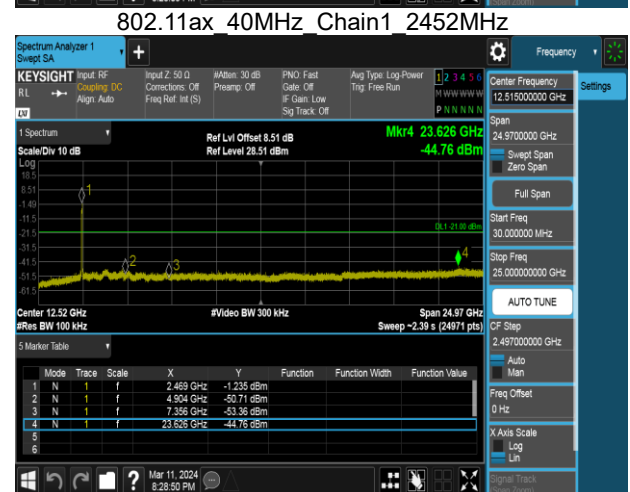 802.11ax_40MHz_Chain1_2452MHz
Spectrum Analyzer 1
Swept SA
Frequency
KEYSIGHT
RL
Input: RF
Coupling: DC
Align: Auto
Input Z: 50 Ω
Corrections: Off
Freq Ref: Int (S)
#Atten: 30 dB
Preamp: Off
PNO: Fast
Gate: Off
IF Gain: Low
Sig Track: Off
Avg Type: Log-Power
Trig: Free Run
1 2 3 4 5 6
M W W W W W
P N N N N N
Center Frequency
12.515000000 GHz
Settings
Span
24.9700000 GHz
Swept Span
Zero Span
Full Span
Start Freq
30.000000 MHz
Stop Freq
25.000000000 GHz
AUTO TUNE
CF Step
2.497000000 GHz
Auto
Man
Freq Offset
0 Hz
X Axis Scale
Log
Lin
Signal Track
(Span Zoom)
1 Spectrum
Scale/Div 10 dB
Ref Lvl Offset 8.51 dB
Ref Level 28.51 dBm
Mkr4 23.626 GHz
-44.76 dBm
Log
18.5
8.51
-1.49
-11.5
-21.5
-31.5
-41.5
-51.5
-61.5
DL1 -21.00 dBm
1
2
3
4
Center 12.52 GHz
#Res BW 100 kHz
#Video BW 300 kHz
Span 24.97 GHz
Sweep ~2.39 s (24971 pts)
5 Marker Table
Mode Trace Scale X Y Function Function Width Function Value
1 N 1 f 2.469 GHz -1.235 dBm
2 N 1 f 4.904 GHz -50.71 dBm
3 N 1 f 7.356 GHz -53.36 dBm
4 N 1 f 23.626 GHz -44.76 dBm
5
6
?
Mar 11, 2024
8:28:50 PM